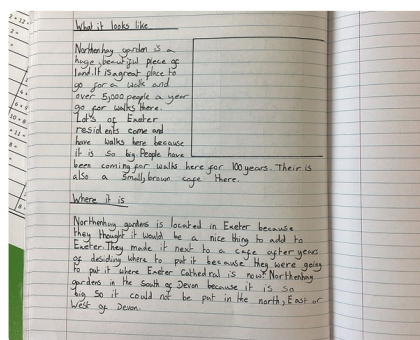 What it looks like
Northenhay garden is a
huge, beautiful piece of
land. It is a great place to
go for a walk and
over 5,000 people a year
go for walks there.
Lot's of Exeter
residents come and
have walks here because
it is so big. People have
been coming for walks here for 100 years. Their is
also a small, brown cafe there.
Where it is
Northenhay gardens is located in Exeter because
they thought it would be a nice thing to add to
Exeter. They made it next to a cafe after years
of desiding where to put it because they were going
to put it where Exeter Cathedral is now. Northenhay
gardens in the south of Devon because it is so
big so it could not be put in the north, East or
West of Devon.